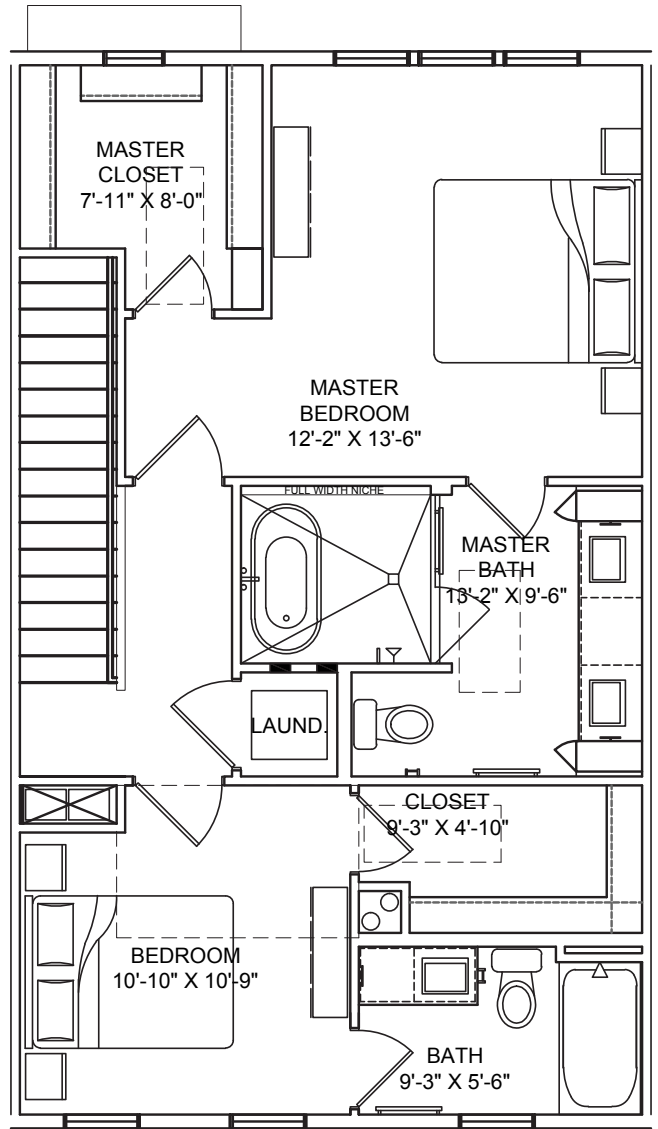 MASTER
CLOSET
7'-11" X 8'-0"
MASTER
BEDROOM
12'-2" X 13'-6"
FULL WIDTH NICHE
MASTER
BATH
13'-2" X 9'-6"
LAUND.
CLOSET
9'-3" X 4'-10"
BEDROOM
10'-10" X 10'-9"
BATH
9'-3" X 5'-6"